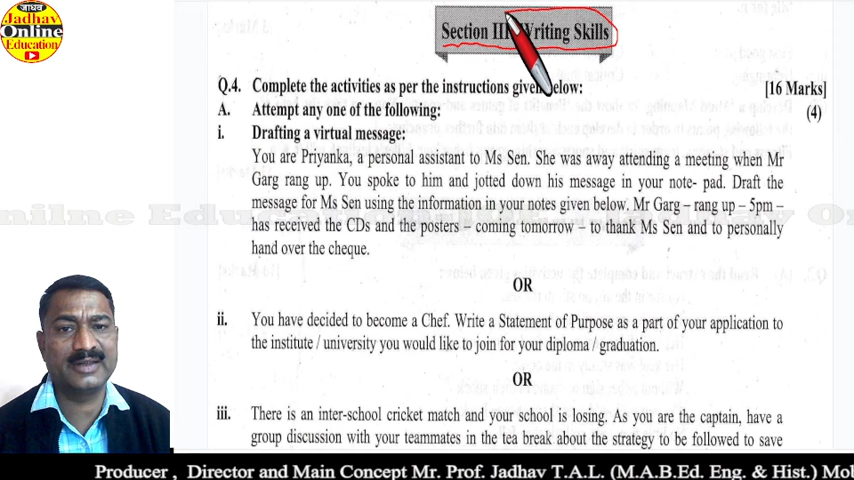 जाधव
Jadhav
Online
Education
Section III: Writing Skills
Q.4. Complete the activities as per the instructions given below: [16 Marks]
A. Attempt any one of the following: (4)
i. Drafting a virtual message:
You are Priyanka, a personal assistant to Ms Sen. She was away attending a meeting when Mr
Garg rang up. You spoke to him and jotted down his message in your note- pad. Draft the
message for Ms Sen using the information in your notes given below. Mr Garg – rang up – 5pm –
has received the CDs and the posters – coming tomorrow – to thank Ms Sen and to personally
hand over the cheque.
OR
ii. You have decided to become a Chef. Write a Statement of Purpose as a part of your application to
the institute / university you would like to join for your diploma / graduation.
OR
iii. There is an inter-school cricket match and your school is losing. As you are the captain, have a
group discussion with your teammates in the tea break about the strategy to be followed to save
Producer , Director and Main Concept Mr. Prof. Jadhav T.A.L. (M.A.B.Ed. Eng. & Hist.) Mob